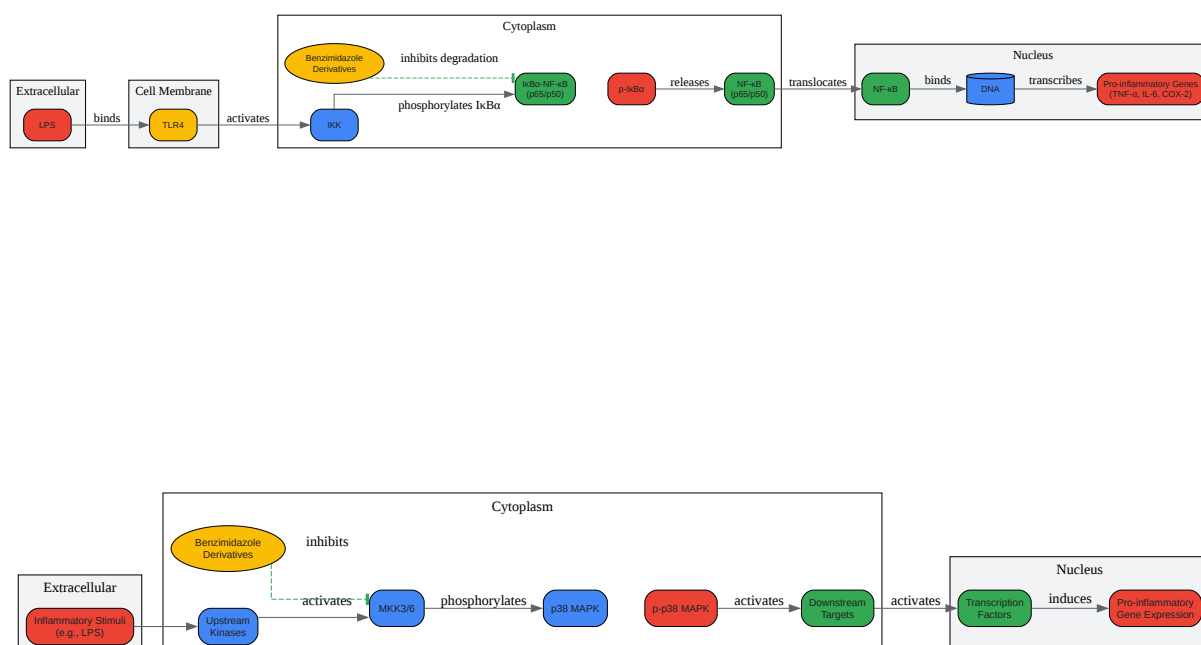 Cytoplasm
Benzimidazole
Derivatives
inhibits degradation
Nucleus
Extracellular
Cell Membrane
IκBα-NF-κB
(p65/p50)
p-IκBα
releases
NF-κB
(p65/p50)
translocates
NF-κB
binds
DNA
transcribes
Pro-inflammatory Genes
(TNF-α, IL-6, COX-2)
phosphorylates IκBα
LPS
binds
TLR4
activates
IKK
Cytoplasm
Benzimidazole
Derivatives
inhibits
Nucleus
Extracellular
activates
MKK3/6
phosphorylates
p38 MAPK
p-p38 MAPK
activates
Downstream
Targets
activates
Transcription
Factors
induces
Pro-inflammatory
Gene Expression
Inflammatory Stimuli
(e.g., LPS)
Upstream
Kinases